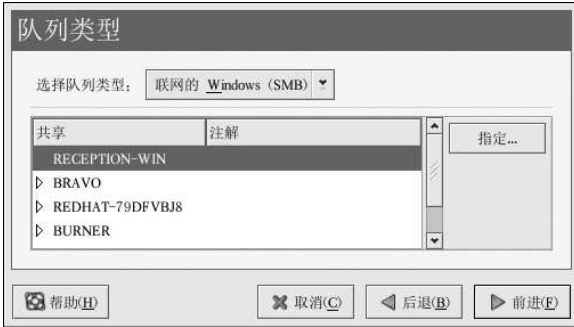 队列类型
选择队列类型: 联网的 Windows (SMB)
共享 注解
RECEPTION-WIN 指定...
BRAVO
REDHAT-79DFVBJ8
BURNER
帮助(H) 取消(C) 后退(B) 前进(F)